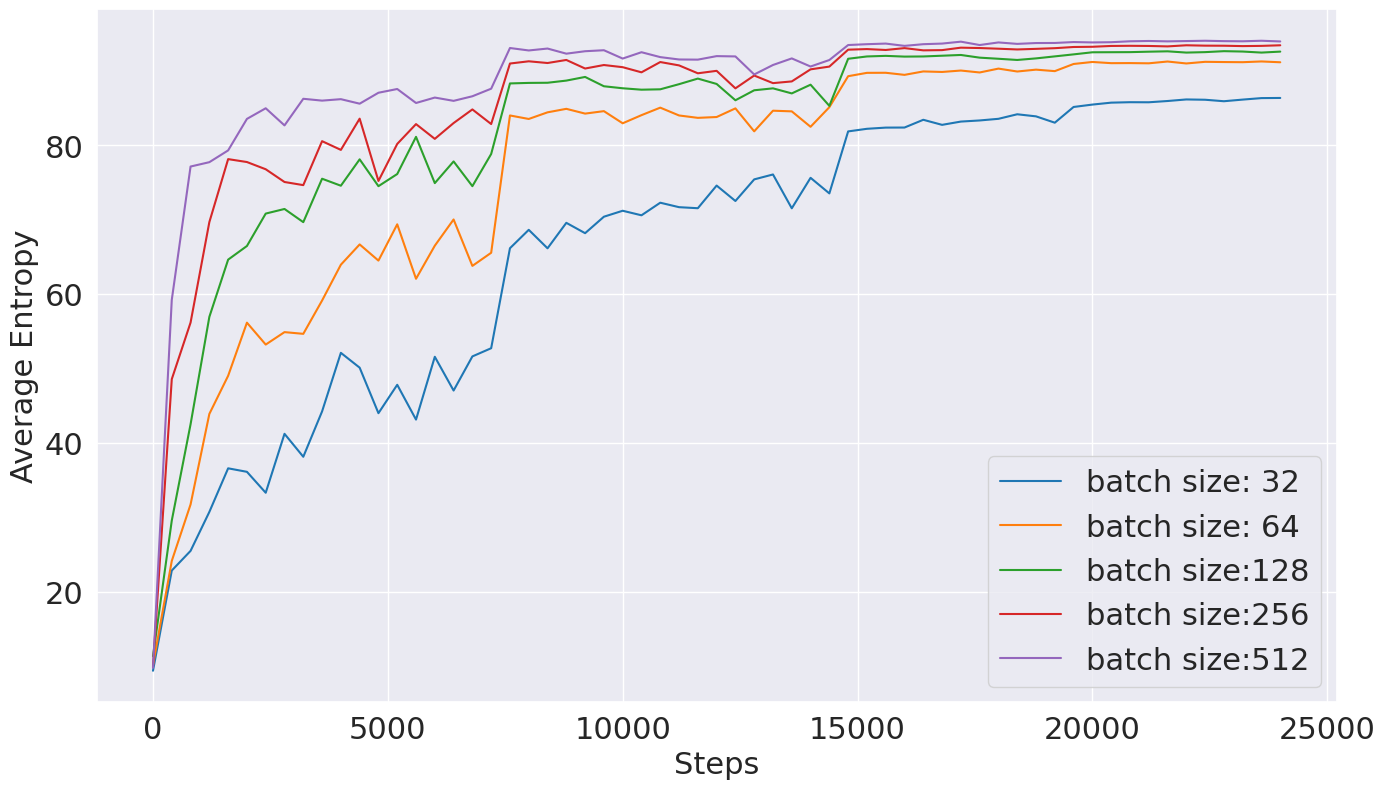 Average Entropy
80
60
40
20
batch size: 32
batch size: 64
batch size:128
batch size:256
batch size:512
0
5000
10000
15000
20000
25000
Steps